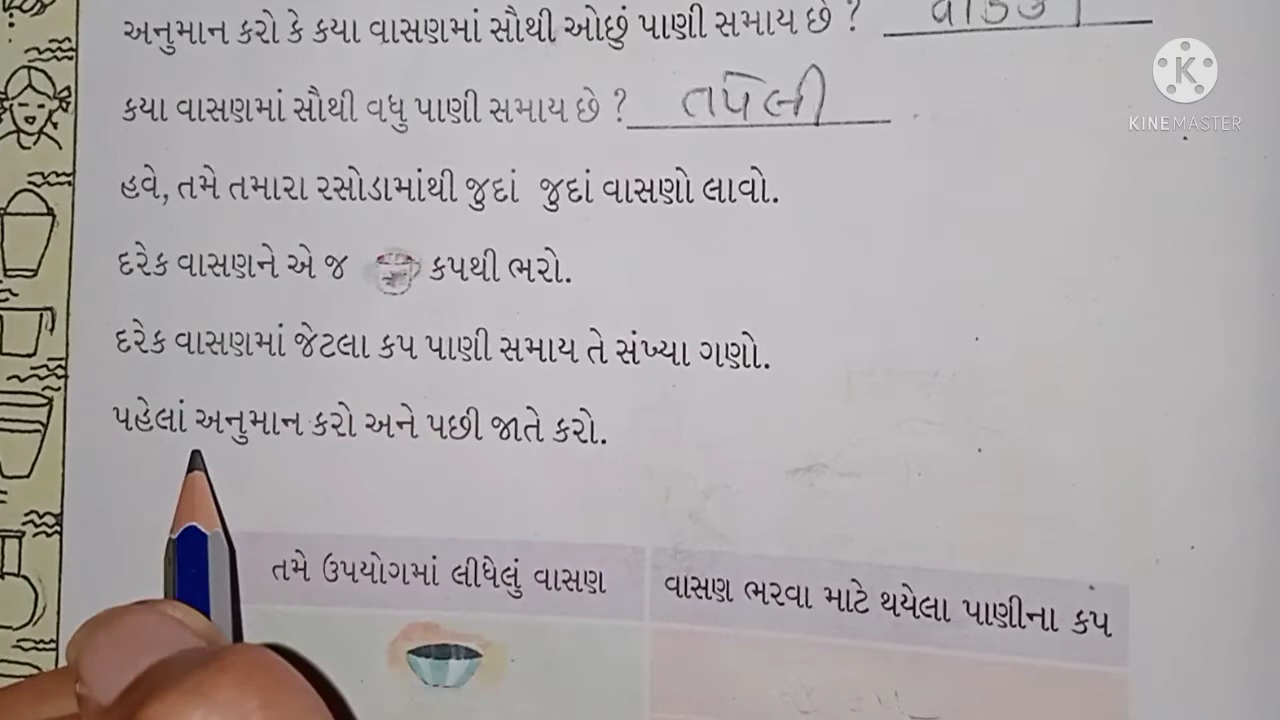 અનુમાન કરો કે કયા વાસણમાં સૌથી ઓછું પાણી સમાય છે ?
કયા વાસણમાં સૌથી વધુ પાણી સમાય છે ? તપેલી
KINEMASTER
હવે, તમે તમારા રસોડામાંથી જુદાં જુદાં વાસણો લાવો.
દરેક વાસણને એ જ કપથી ભરો.
દરેક વાસણમાં જેટલા કપ પાણી સમાય તે સંખ્યા ગણો.
પહેલાં અનુમાન કરો અને પછી જાતે કરો.
તમે ઉપયોગમાં લીધેલું વાસણ
વાસણ ભરવા માટે થયેલા પાણીના કપ